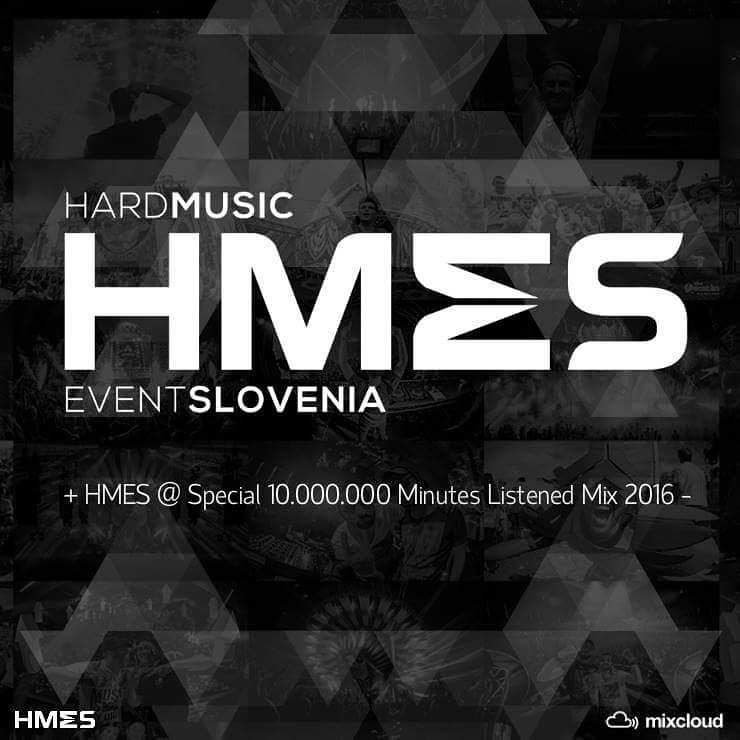 HARDMUSIC
HMES
EVENTSLOVENIA
+ HMES @ Special 10.000.000 Minutes Listened Mix 2016 -
HMES
mixcloud